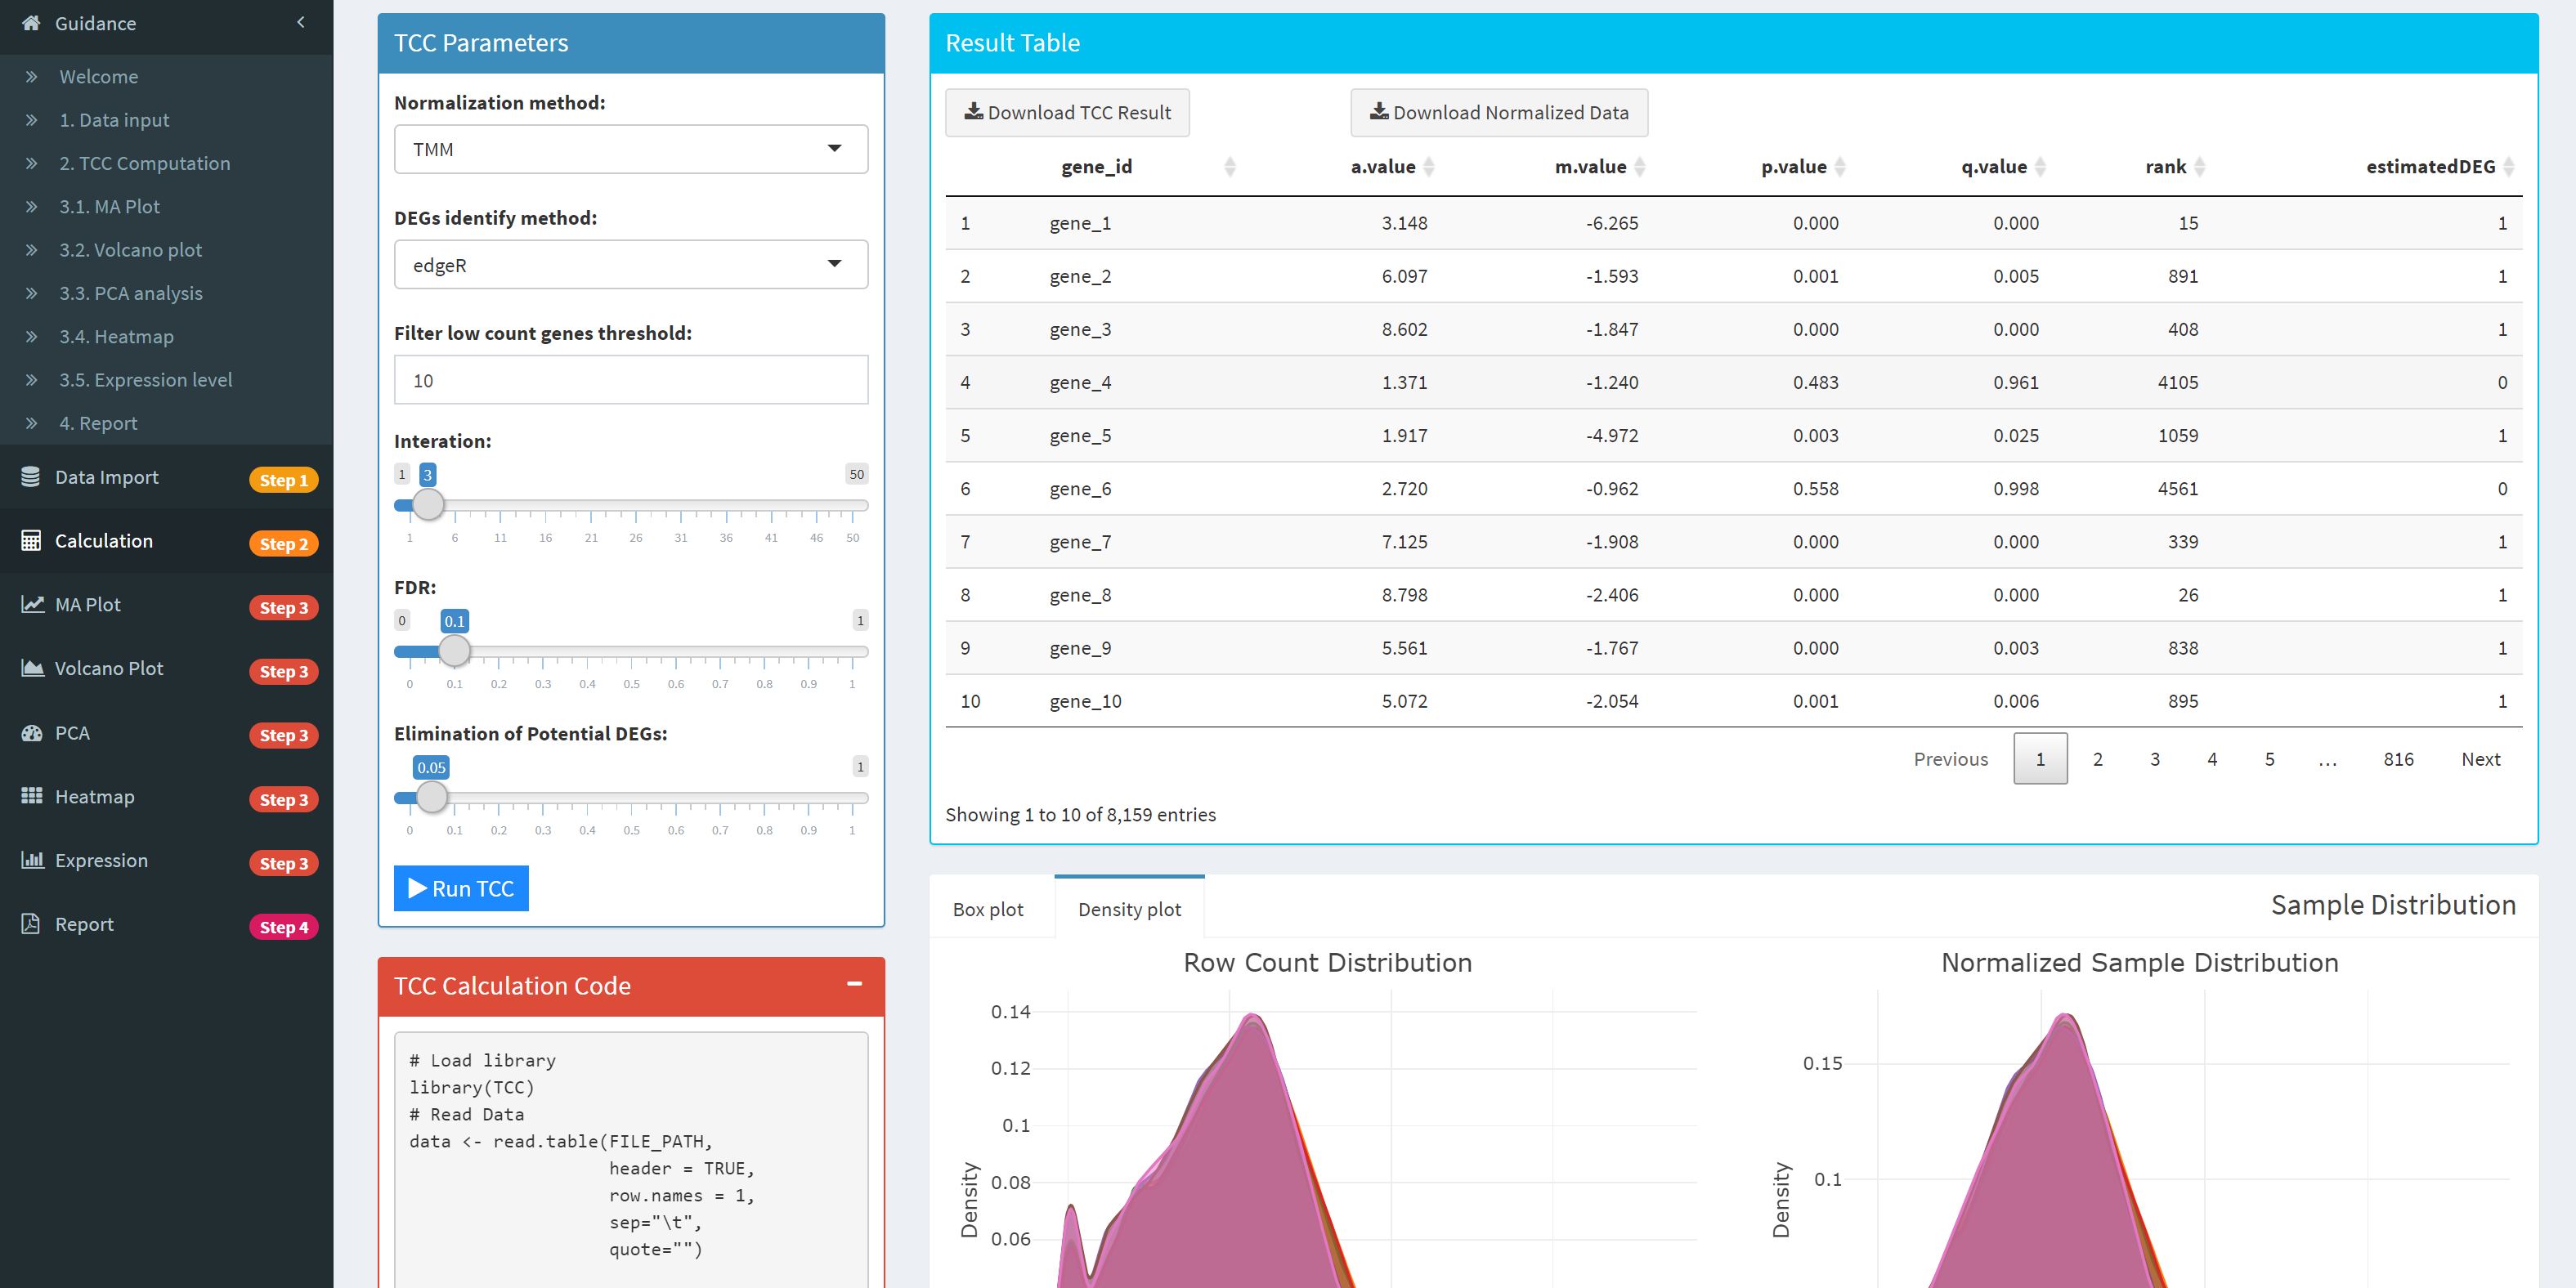 Guidance
Welcome
1. Data input
2. TCC Computation
3.1. MA Plot
3.2. Volcano plot
3.3. PCA analysis
3.4. Heatmap
3.5. Expression level
4. Report
Data Import Step 1
Calculation Step 2
MA Plot Step 3
Volcano Plot Step 3
PCA Step 3
Heatmap Step 3
Expression Step 3
Report Step 4
TCC Parameters
Normalization method:
TMM
DEGs identify method:
edgeR
Filter low count genes threshold:
10
Interation:
1 3 50
1 6 11 16 21 26 31 36 41 46 50
FDR:
0 0.1 1
0 0.1 0.2 0.3 0.4 0.5 0.6 0.7 0.8 0.9 1
Elimination of Potential DEGs:
0.05 1
0 0.1 0.2 0.3 0.4 0.5 0.6 0.7 0.8 0.9 1
Run TCC
TCC Calculation Code
# Load library
library(TCC)
# Read Data
data <- read.table(FILE_PATH,
header = TRUE,
row.names = 1,
sep="\t",
quote="")
Result Table
Download TCC Result Download Normalized Data
gene_id a.value m.value p.value q.value rank estimatedDEG
1 gene_1 3.148 -6.265 0.000 0.000 15 1
2 gene_2 6.097 -1.593 0.001 0.005 891 1
3 gene_3 8.602 -1.847 0.000 0.000 408 1
4 gene_4 1.371 -1.240 0.483 0.961 4105 0
5 gene_5 1.917 -4.972 0.003 0.025 1059 1
6 gene_6 2.720 -0.962 0.558 0.998 4561 0
7 gene_7 7.125 -1.908 0.000 0.000 339 1
8 gene_8 8.798 -2.406 0.000 0.000 26 1
9 gene_9 5.561 -1.767 0.000 0.003 838 1
10 gene_10 5.072 -2.054 0.001 0.006 895 1
Previous 1 2 3 4 5 … 816 Next
Showing 1 to 10 of 8,159 entries
Box plot Density plot Sample Distribution
Row Count Distribution
0.14
0.12
0.1
0.08
0.06
Density
Normalized Sample Distribution
0.15
0.1
Density